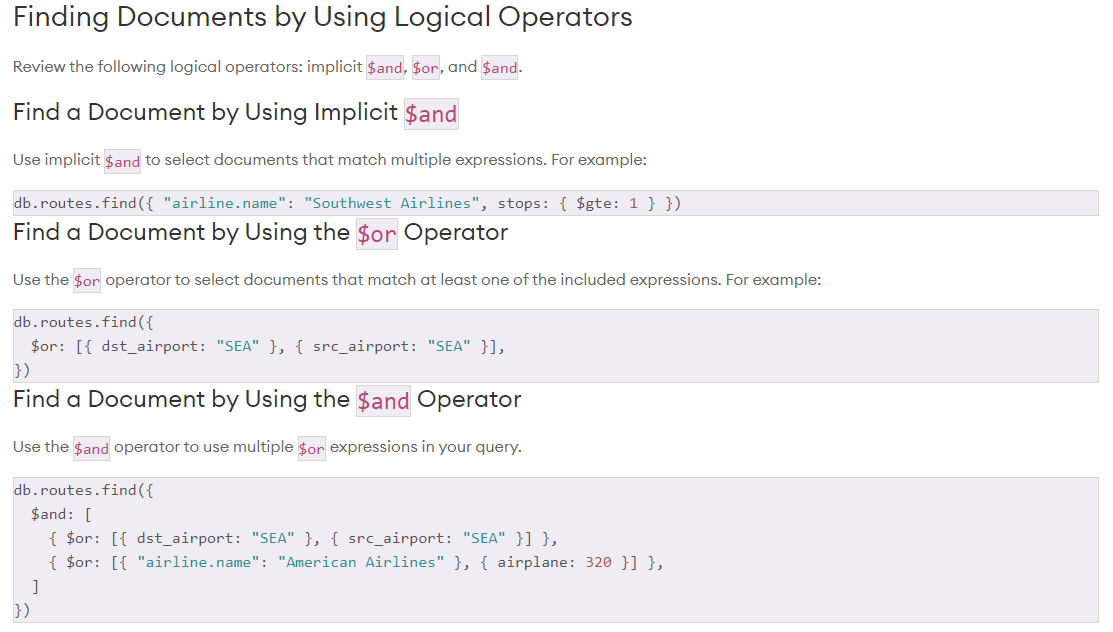 Finding Documents by Using Logical Operators
Review the following logical operators: implicit $and, $or, and $and.
Find a Document by Using Implicit $and
Use implicit $and to select documents that match multiple expressions. For example:
db.routes.find({ "airline.name": "Southwest Airlines", stops: { $gte: 1 } })
Find a Document by Using the $or Operator
Use the $or operator to select documents that match at least one of the included expressions. For example:
db.routes.find({
  $or: [{ dst_airport: "SEA" }, { src_airport: "SEA" }],
})
Find a Document by Using the $and Operator
Use the $and operator to use multiple $or expressions in your query.
db.routes.find({
  $and: [
    { $or: [{ dst_airport: "SEA" }, { src_airport: "SEA" }] },
    { $or: [{ "airline.name": "American Airlines" }, { airplane: 320 }] },
  ]
})